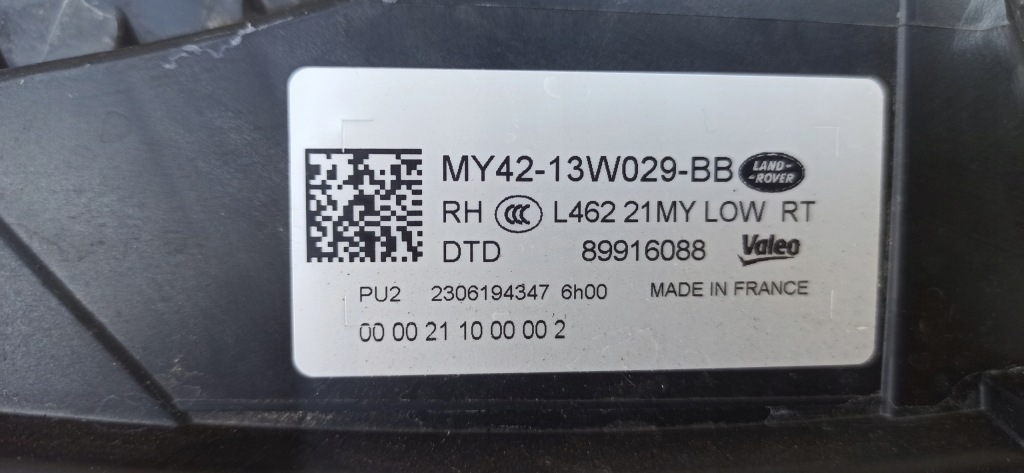 MY42-13W029-BB LAND-ROVER
RH CCC L462 21MY LOW RT
DTD 89916088 Valeo
PU2 2306194347 6h00 MADE IN FRANCE
00 00 21 10 00 00 2